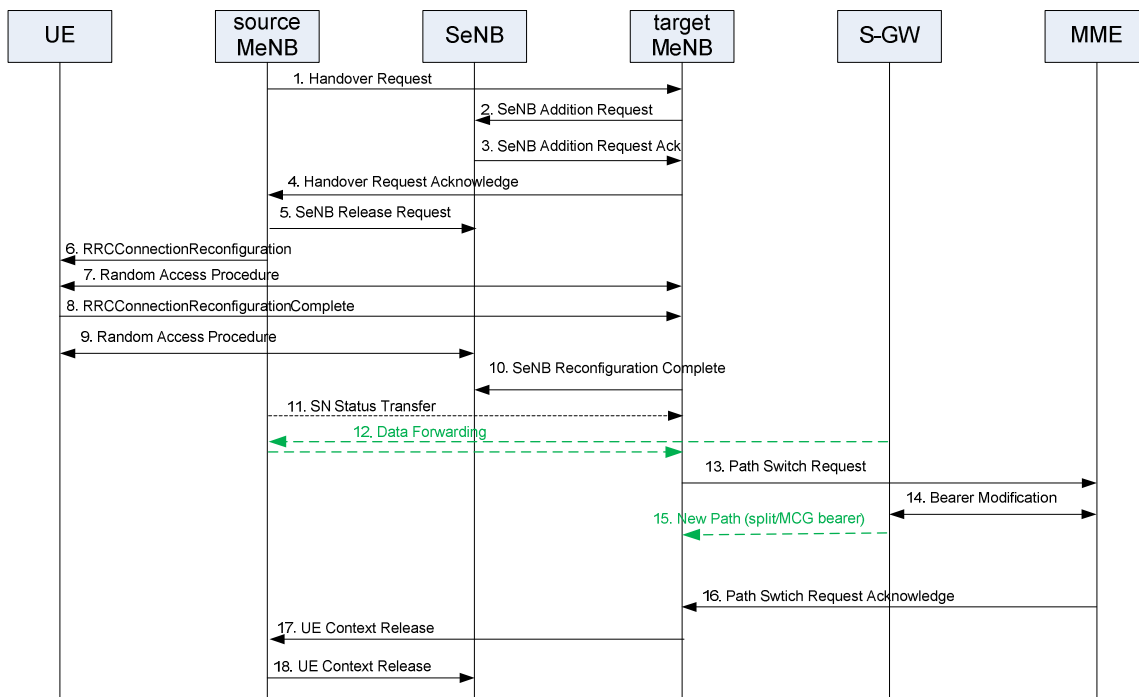 UE
source
MeNB
SeNB
target
MeNB
S-GW
MME
1. Handover Request
2. SeNB Addition Request
3. SeNB Addition Request Ack
4. Handover Request Acknowledge
5. SeNB Release Request
6. RRCConnectionReconfiguration
7. Random Access Procedure
8. RRCConnectionReconfigurationComplete
9. Random Access Procedure
10. SeNB Reconfiguration Complete
11. SN Status Transfer
12. Data Forwarding
13. Path Switch Request
14. Bearer Modification
15. New Path (split/MCG bearer)
16. Path Swtich Request Acknowledge
17. UE Context Release
18. UE Context Release